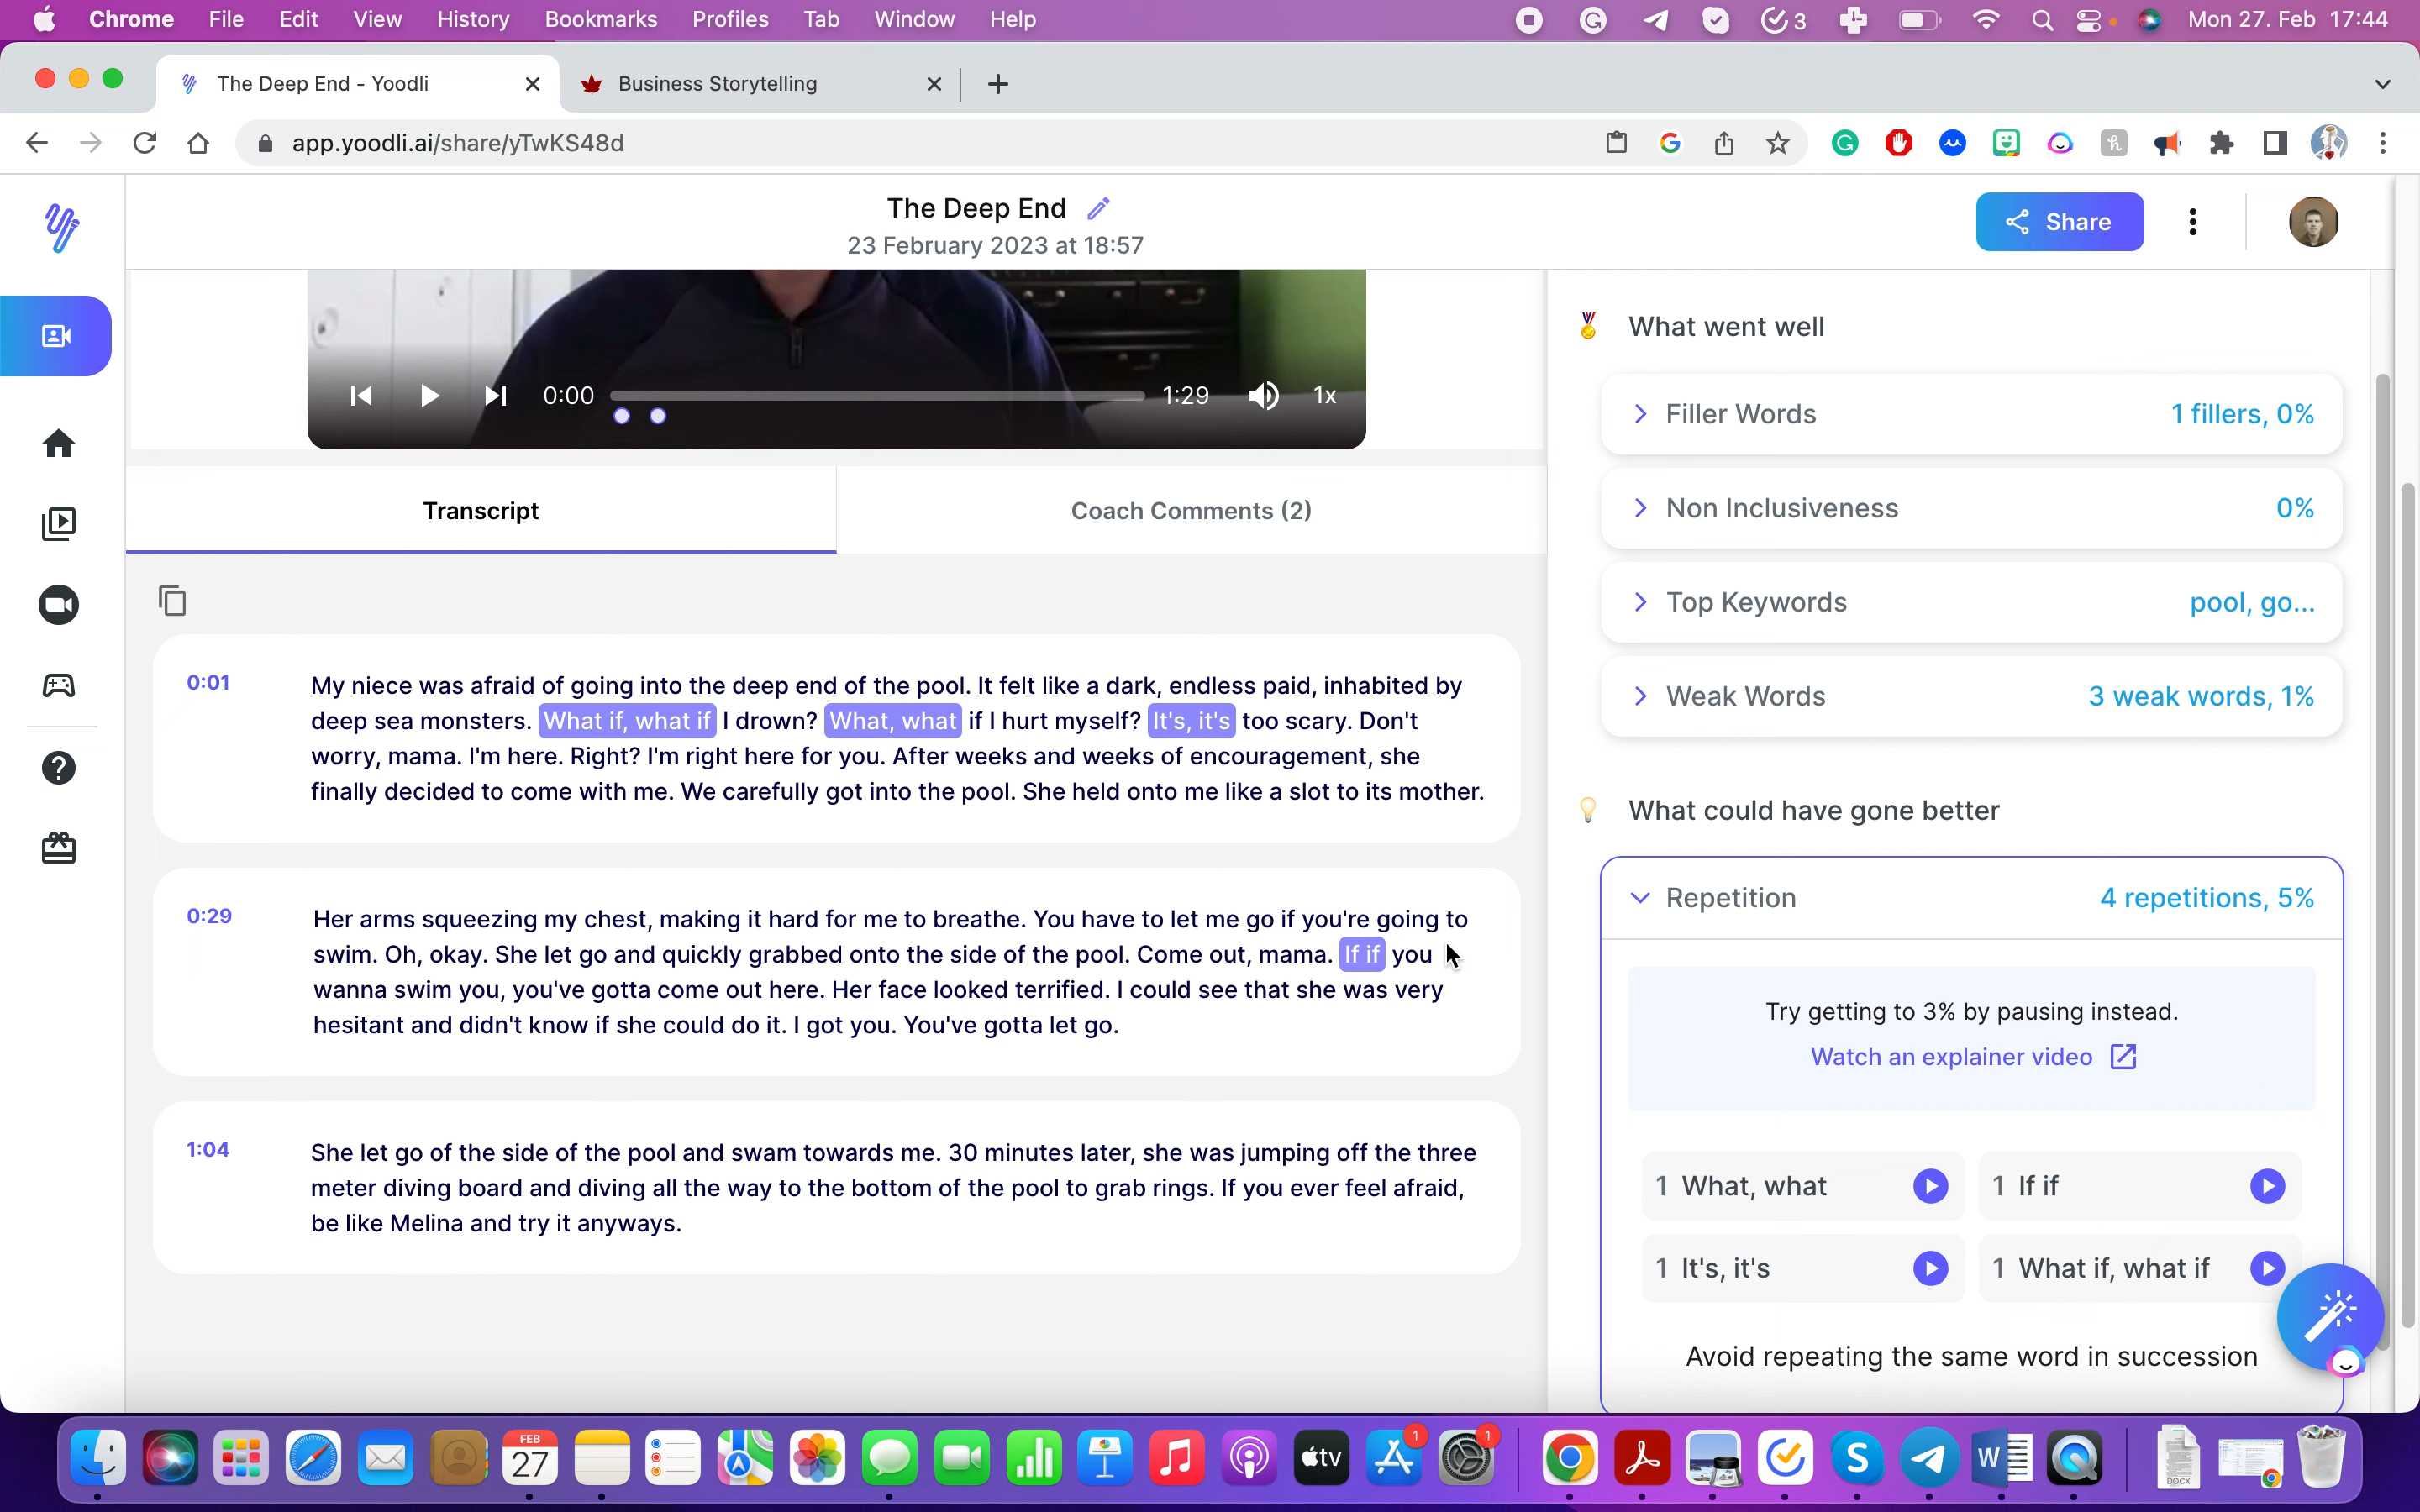 Chrome File Edit View History Bookmarks Profiles Tab Window Help 3 Mon 27. Feb 17:44
The Deep End - Yoodli Business Storytelling
app.yoodli.ai/share/yTwKS48d
The Deep End
23 February 2023 at 18:57
Share
0:00 1:29 1x
Transcript
Coach Comments (2)
0:01
My niece was afraid of going into the deep end of the pool. It felt like a dark, endless paid, inhabited by
deep sea monsters. What if, what if I drown? What, what if I hurt myself? It's, it's too scary. Don't
worry, mama. I'm here. Right? I'm right here for you. After weeks and weeks of encouragement, she
finally decided to come with me. We carefully got into the pool. She held onto me like a slot to its mother.
0:29
Her arms squeezing my chest, making it hard for me to breathe. You have to let me go if you're going to
swim. Oh, okay. She let go and quickly grabbed onto the side of the pool. Come out, mama. If if you
wanna swim you, you've gotta come out here. Her face looked terrified. I could see that she was very
hesitant and didn't know if she could do it. I got you. You've gotta let go.
1:04
She let go of the side of the pool and swam towards me. 30 minutes later, she was jumping off the three
meter diving board and diving all the way to the bottom of the pool to grab rings. If you ever feel afraid,
be like Melina and try it anyways.
What went well
Filler Words 1 fillers, 0%
Non Inclusiveness 0%
Top Keywords pool, go...
Weak Words 3 weak words, 1%
What could have gone better
Repetition 4 repetitions, 5%
Try getting to 3% by pausing instead.
Watch an explainer video
1 What, what 1 If if
1 It's, it's 1 What if, what if
Avoid repeating the same word in succession
FEB
27
tv
1
1
S
W
DOCX